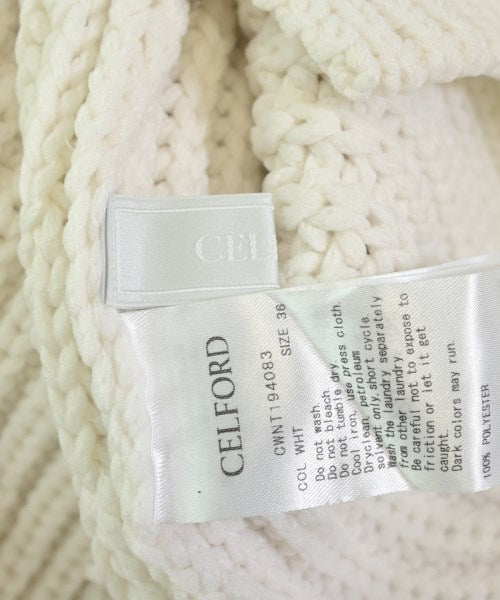 CEL
CELFORD
CWNT194083
COL WHT SIZE 36
Do not wash.
Do not bleach
Do not tumble dry
Cool iron, use press cloth.
Dryclean, petroleum
solvent only, short cycle.
Wash the laundry separately
from other laundry
Be careful not to expose to
friction or let it get
caught.
Dark colors may run.
100% POLYESTER